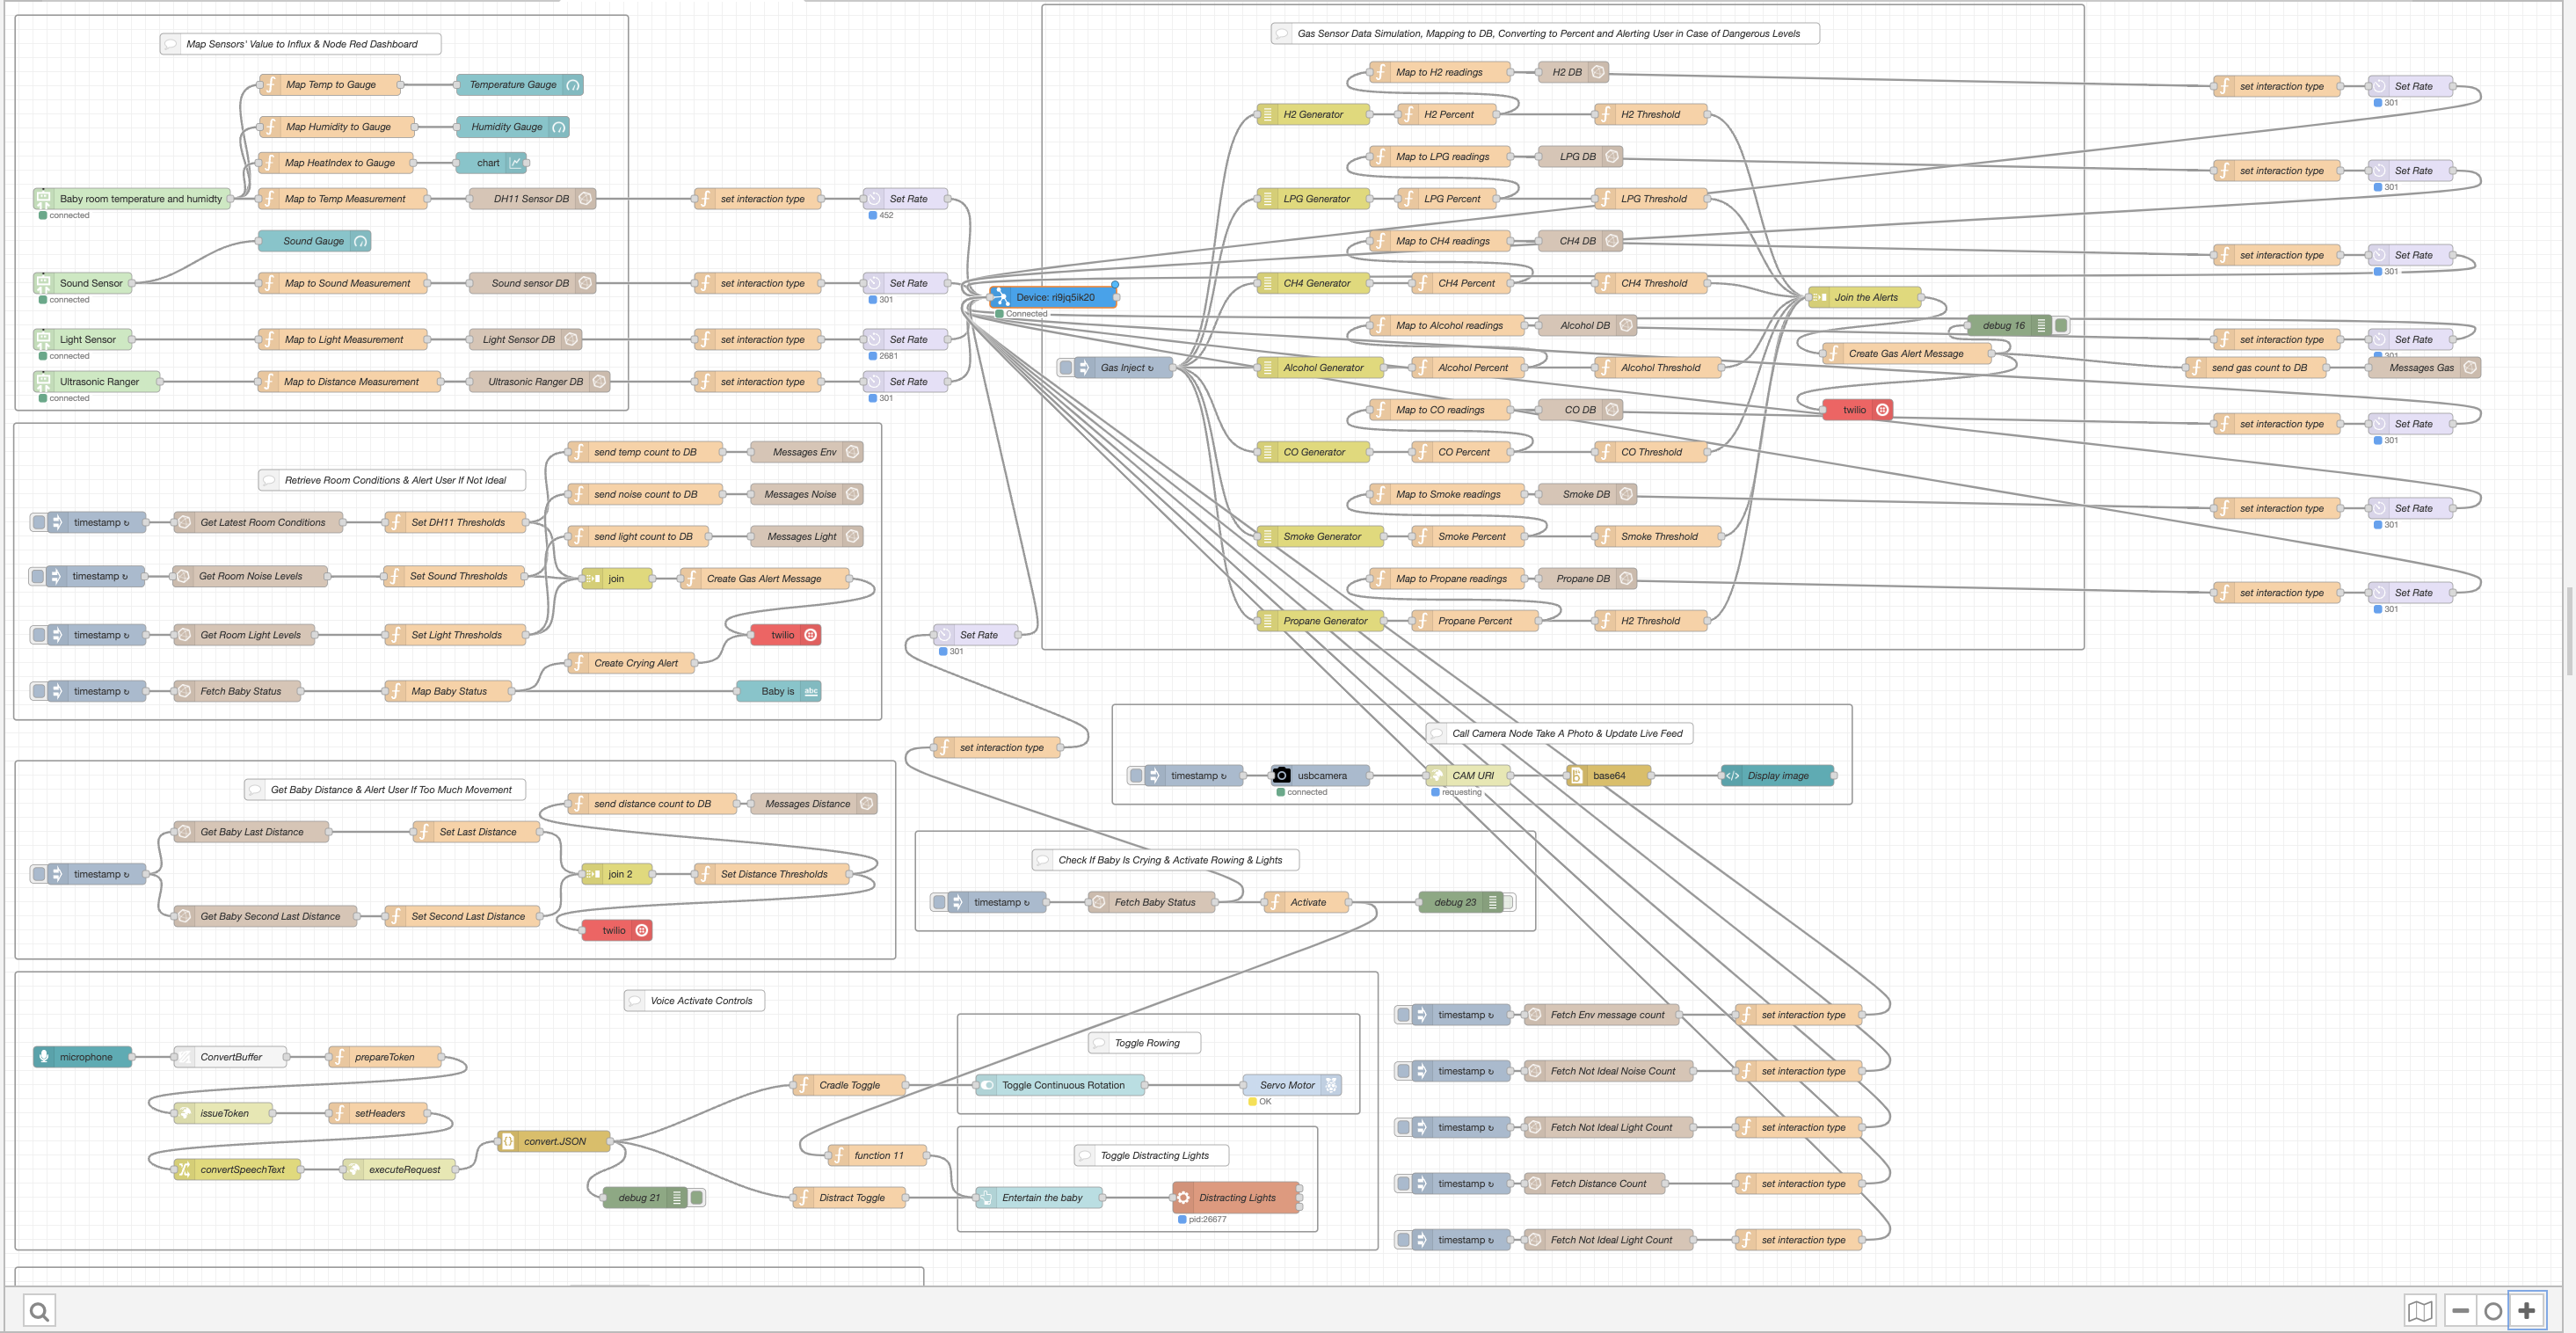 Map Sensors' Value to Influx & Node Red Dashboard
Map Temp to Gauge
Temperature Gauge
Map Humidity to Gauge
Humidity Gauge
Map HeatIndex to Gauge
chart
Baby room temperature and humidty
connected
Map to Temp Measurement
DH11 Sensor DB
set interaction type
Set Rate
452
Sound Gauge
Sound Sensor
connected
Map to Sound Measurement
Sound sensor DB
set interaction type
Set Rate
301
Light Sensor
connected
Map to Light Measurement
Light Sensor DB
set interaction type
Set Rate
2681
Ultrasonic Ranger
connected
Map to Distance Measurement
Ultrasonic Ranger DB
set interaction type
Set Rate
301
Device: ri9jq5ik20
Connected
Gas Sensor Data Simulation, Mapping to DB, Converting to Percent and Alerting User in Case of Dangerous Levels
Map to H2 readings
H2 DB
set interaction type
Set Rate
301
H2 Generator
H2 Percent
H2 Threshold
Map to LPG readings
LPG DB
set interaction type
Set Rate
301
LPG Generator
LPG Percent
LPG Threshold
Map to CH4 readings
CH4 DB
set interaction type
Set Rate
301
CH4 Generator
CH4 Percent
CH4 Threshold
Join the Alerts
Map to Alcohol readings
Alcohol DB
debug 16
set interaction type
Set Rate
301
Create Gas Alert Message
Gas Inject ↻
Alcohol Generator
Alcohol Percent
Alcohol Threshold
send gas count to DB
Messages Gas
Map to CO readings
CO DB
twilio
set interaction type
Set Rate
301
CO Generator
CO Percent
CO Threshold
Map to Smoke readings
Smoke DB
set interaction type
Set Rate
301
Smoke Generator
Smoke Percent
Smoke Threshold
Map to Propane readings
Propane DB
set interaction type
Set Rate
301
Propane Generator
Propane Percent
H2 Threshold
Retrieve Room Conditions & Alert User If Not Ideal
send temp count to DB
Messages Env
send noise count to DB
Messages Noise
timestamp ↻
Get Latest Room Conditions
Set DH11 Thresholds
send light count to DB
Messages Light
timestamp ↻
Get Room Noise Levels
Set Sound Thresholds
join
Create Gas Alert Message
timestamp ↻
Get Room Light Levels
Set Light Thresholds
twilio
Create Crying Alert
timestamp ↻
Fetch Baby Status
Map Baby Status
Baby is
abc
Set Rate
301
set interaction type
Call Camera Node Take A Photo & Update Live Feed
timestamp ↻
usbcamera
connected
CAM URI
requesting
base64
Display image
Get Baby Distance & Alert User If Too Much Movement
send distance count to DB
Messages Distance
Get Baby Last Distance
Set Last Distance
timestamp ↻
join 2
Set Distance Thresholds
Get Baby Second Last Distance
Set Second Last Distance
twilio
Check If Baby Is Crying & Activate Rowing & Lights
timestamp ↻
Fetch Baby Status
Activate
debug 23
Voice Activate Controls
microphone
ConvertBuffer
prepareToken
issueToken
setHeaders
convertSpeechText
executeRequest
convert.JSON
debug 21
Cradle Toggle
function 11
Distract Toggle
Toggle Rowing
Toggle Continuous Rotation
Servo Motor
OK
Toggle Distracting Lights
Entertain the baby
Distracting Lights
pid:26677
timestamp ↻
Fetch Env message count
set interaction type
timestamp ↻
Fetch Not Ideal Noise Count
set interaction type
timestamp ↻
Fetch Not Ideal Light Count
set interaction type
timestamp ↻
Fetch Distance Count
set interaction type
timestamp ↻
Fetch Not Ideal Light Count
set interaction type